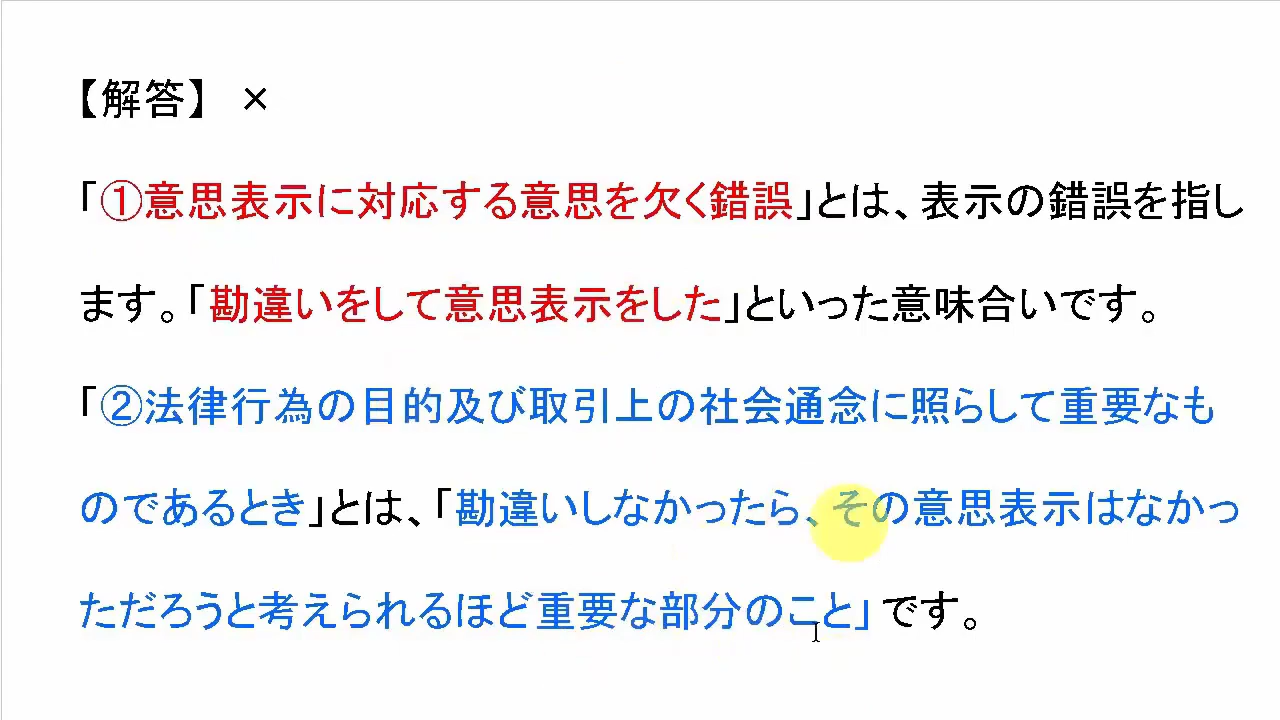 【解答】 ×
「①意思表示に対応する意思を欠く錯誤」とは、表示の錯誤を指し
ます。「勘違いをして意思表示をした」といった意味合いです。
「②法律行為の目的及び取引上の社会通念に照らして重要なも
のであるとき」とは、「勘違いしなかったら、その意思表示はなかっ
ただろうと考えられるほど重要な部分のこと」です。